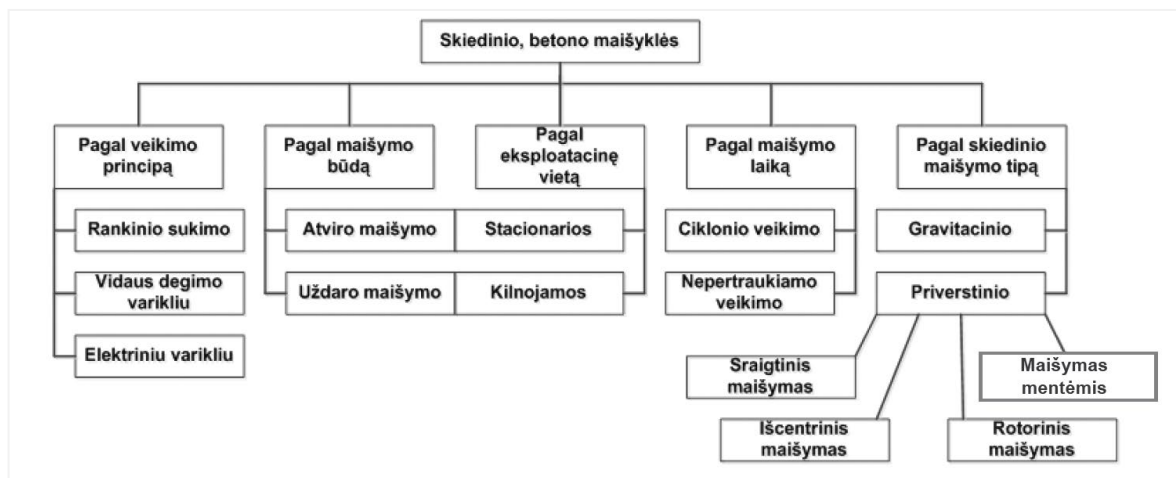 Skiedinio, betono maišyklės
Pagal veikimo
principą
Pagal maišymo
būdą
Pagal
eksploatacinę
vietą
Pagal maišymo
laiką
Pagal skiedinio
maišymo tipą
Rankinio sukimo
Atviro maišymo
Stacionarios
Ciklonio veikimo
Gravitacinio
Vidaus degimo
varikliu
Uždaro maišymo
Kilnojamos
Nepertraukiamo
veikimo
Priverstinio
Elektriniu varikliu
Sraigtinis
maišymas
Maišymas
mentėmis
Išcentrinis
maišymas
Rotorinis
maišymas